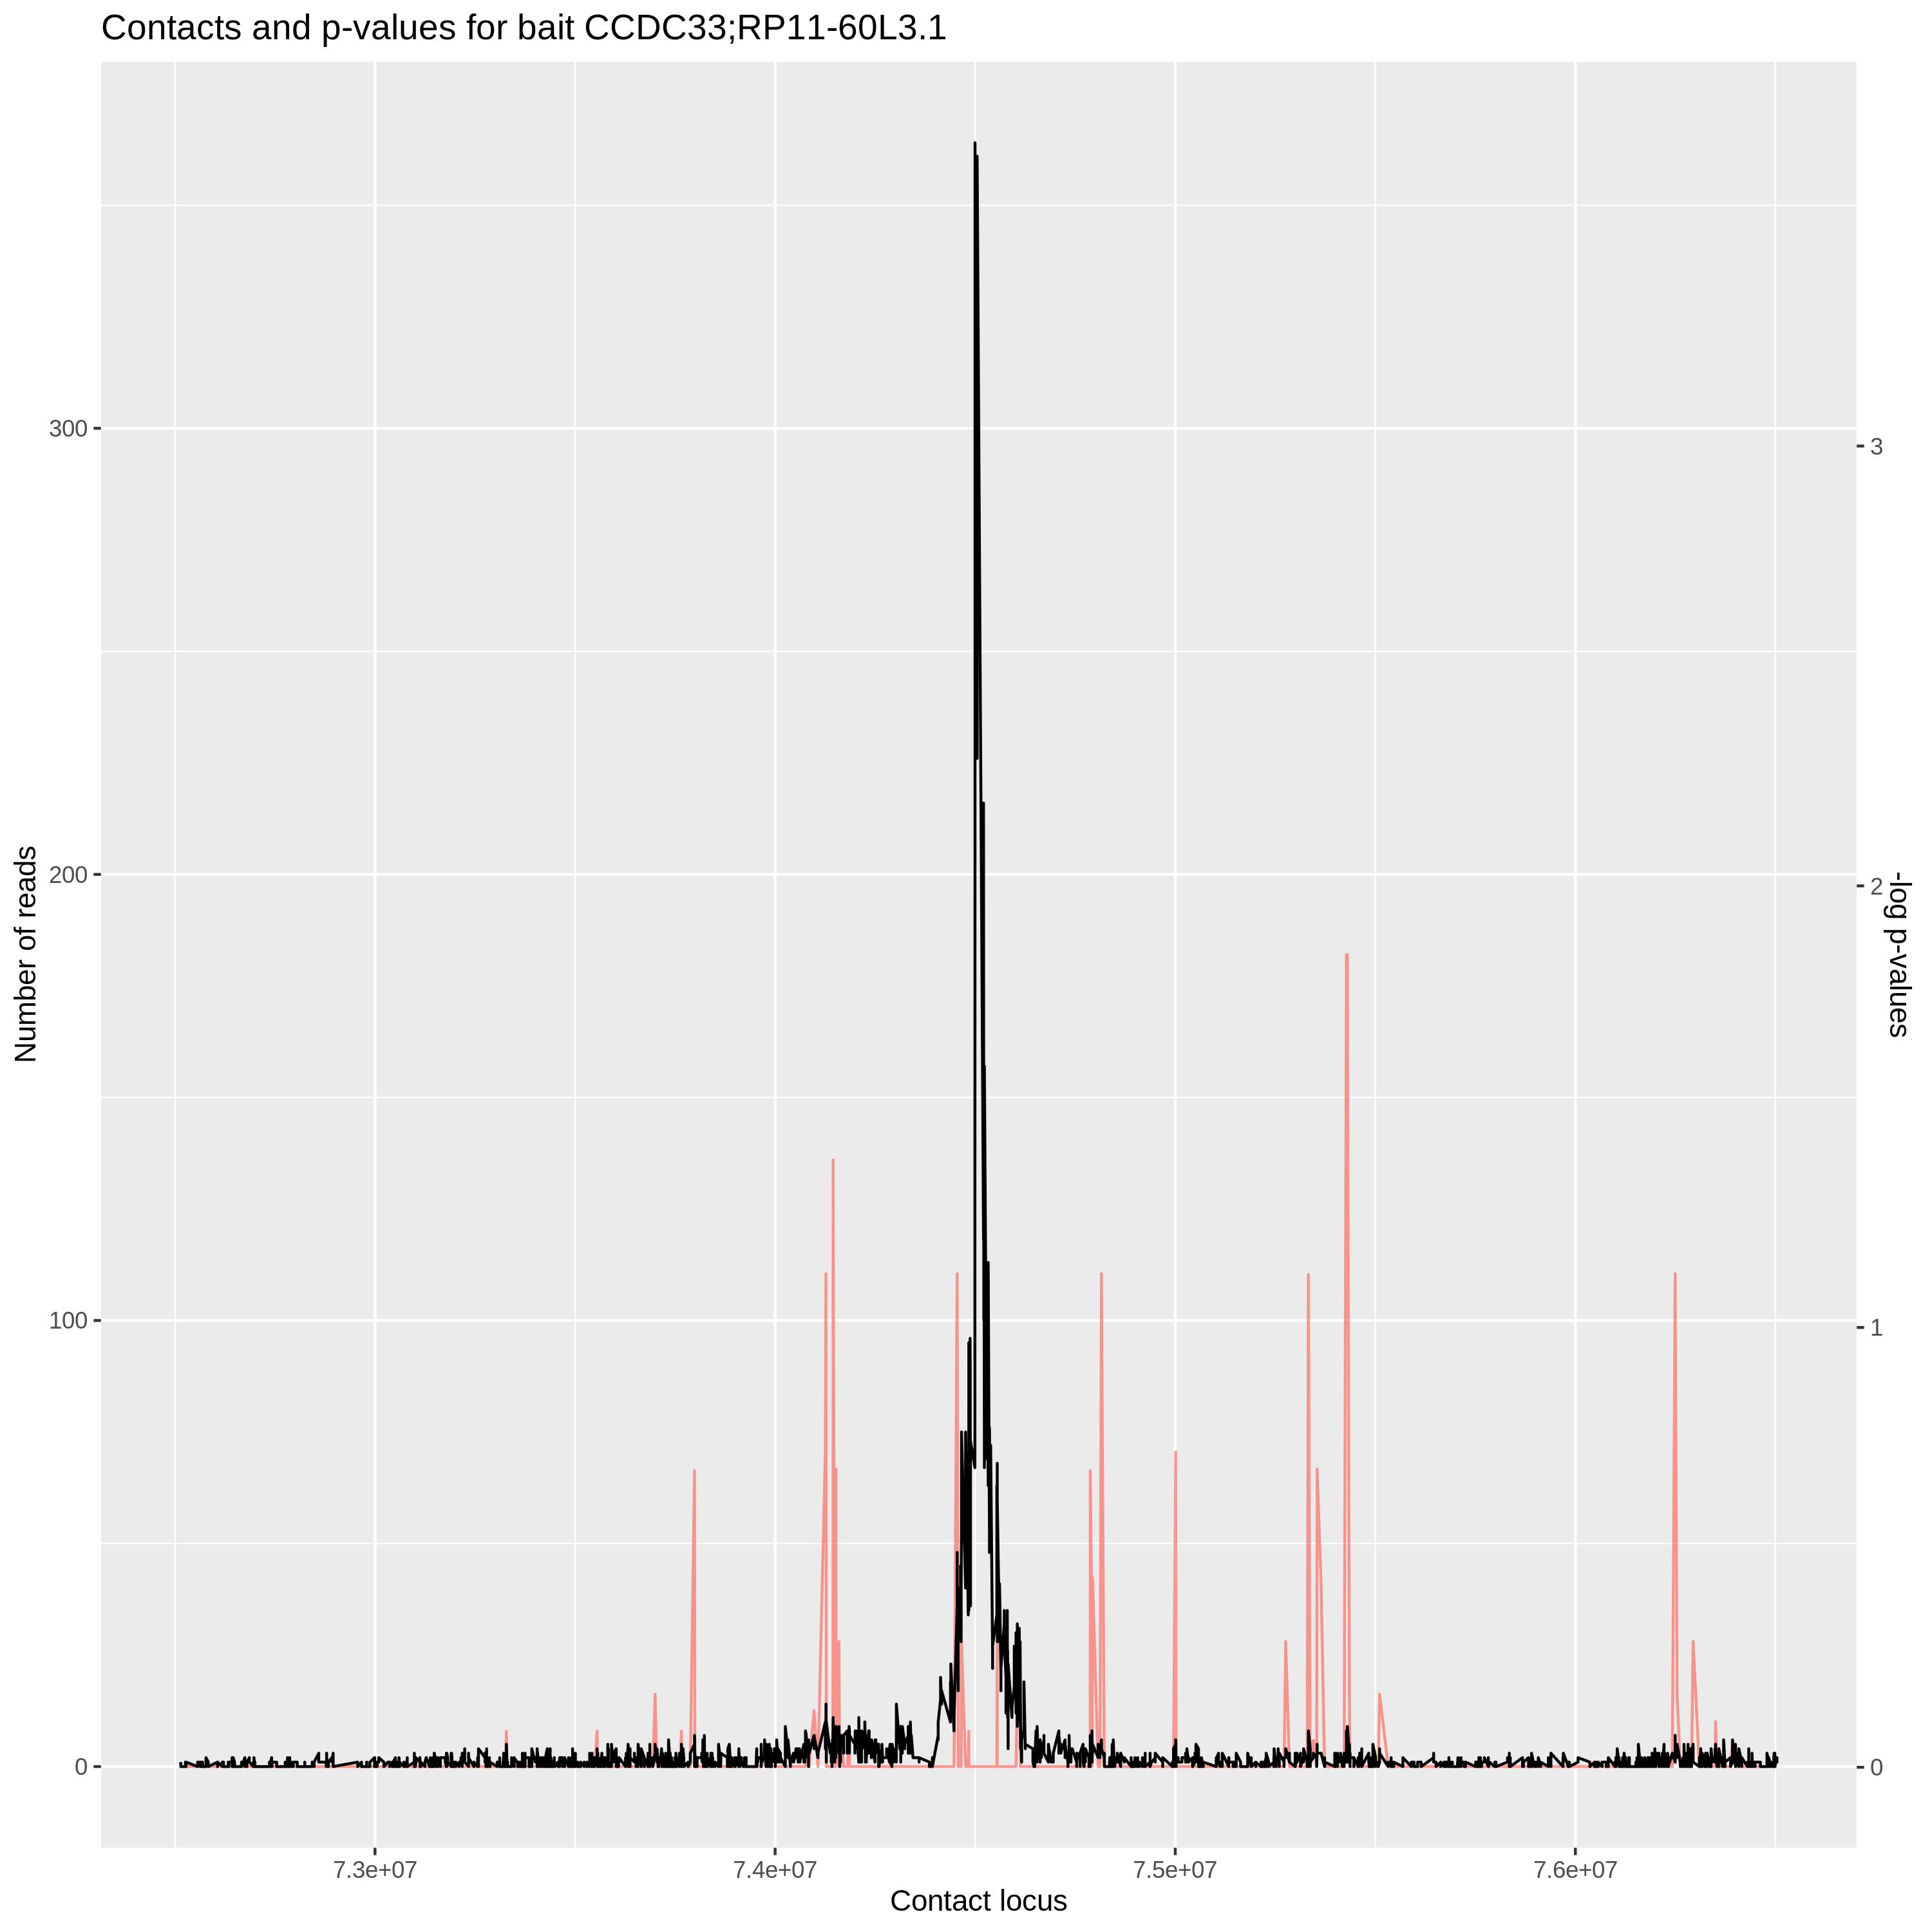 Contacts and p-values for bait CCDC33;RP11-60L3.1
300
200
100
0
Number of reads
3
2
1
0
-log p-values
7.3e+07
7.4e+07
7.5e+07
7.6e+07
Contact locus